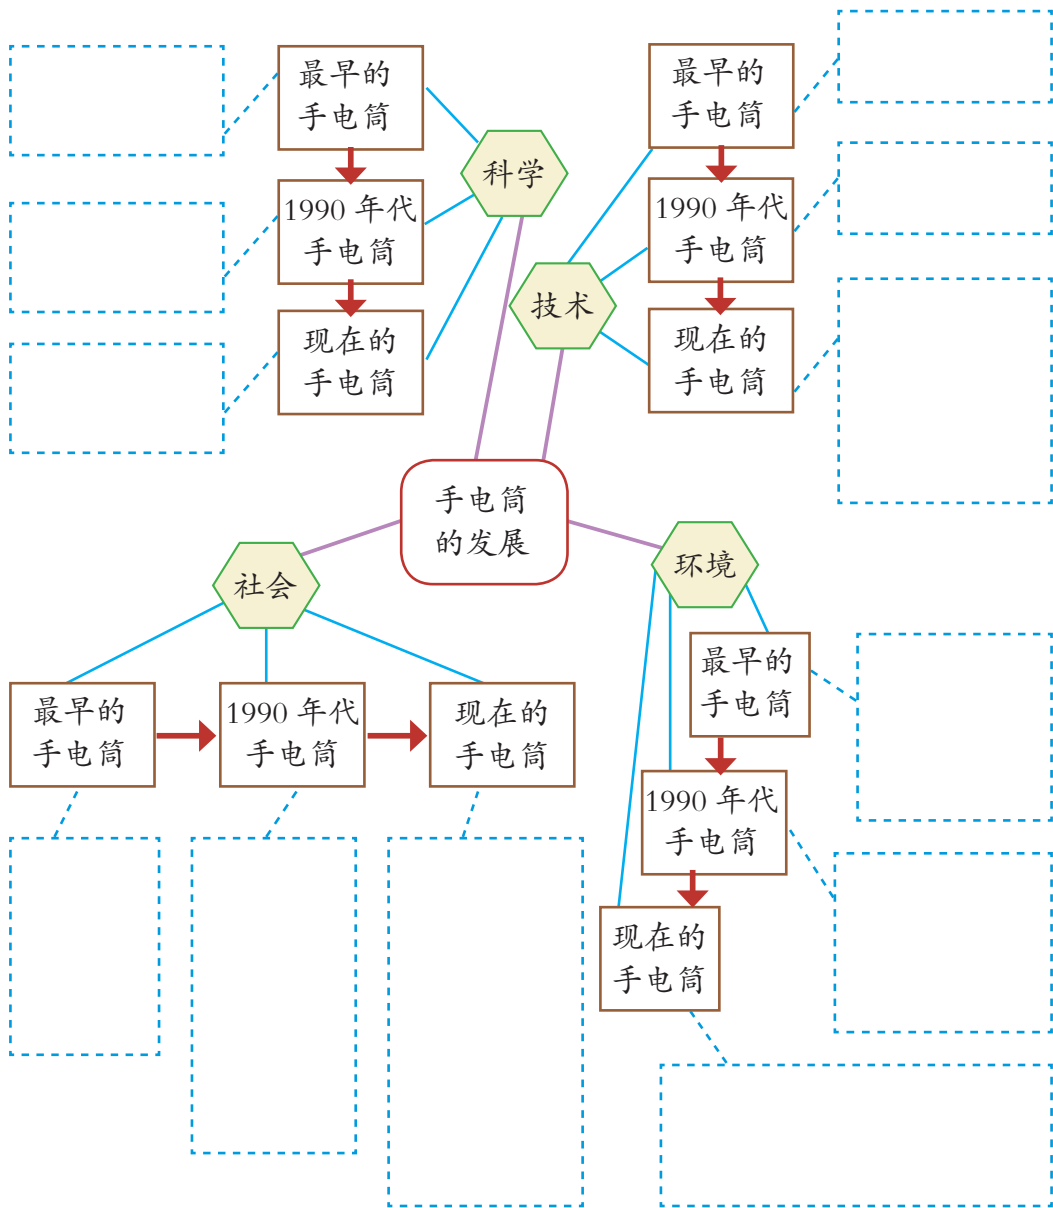 科学
最早的
手电筒
1990 年代
手电筒
现在的
手电筒
技术
最早的
手电筒
1990 年代
手电筒
现在的
手电筒
手电筒
的发展
社会
最早的
手电筒
1990 年代
手电筒
现在的
手电筒
环境
最早的
手电筒
1990 年代
手电筒
现在的
手电筒